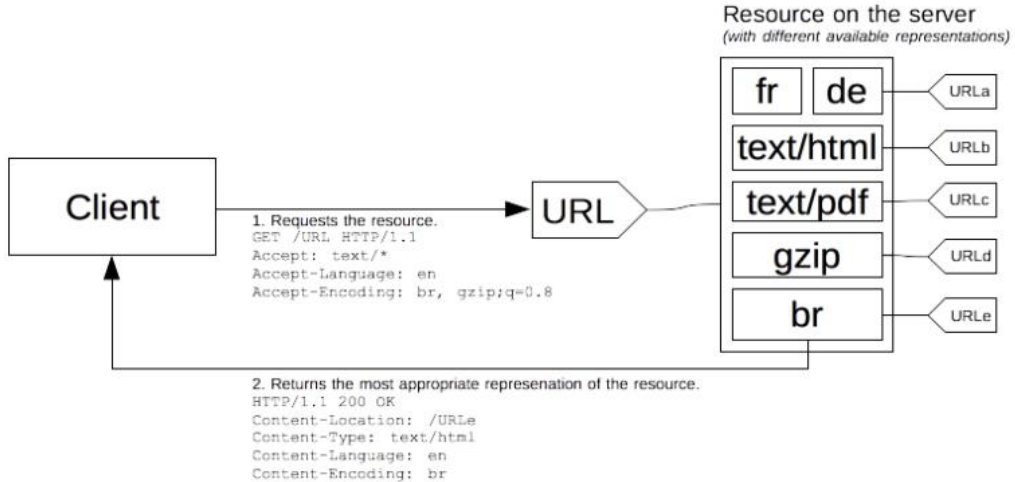 Resource on the server
(with different available representations)
fr
de
URLa
text/html
URLb
text/pdf
URLc
gzip
URLd
br
URLe
Client
URL
1. Requests the resource.
GET /URL HTTP/1.1
Accept: text/*
Accept-Language: en
Accept-Encoding: br, gzip;q=0.8
2. Returns the most appropriate represenation of the resource.
HTTP/1.1 200 OK
Content-Location: /URLe
Content-Type: text/html
Content-Language: en
Content-Encoding: br